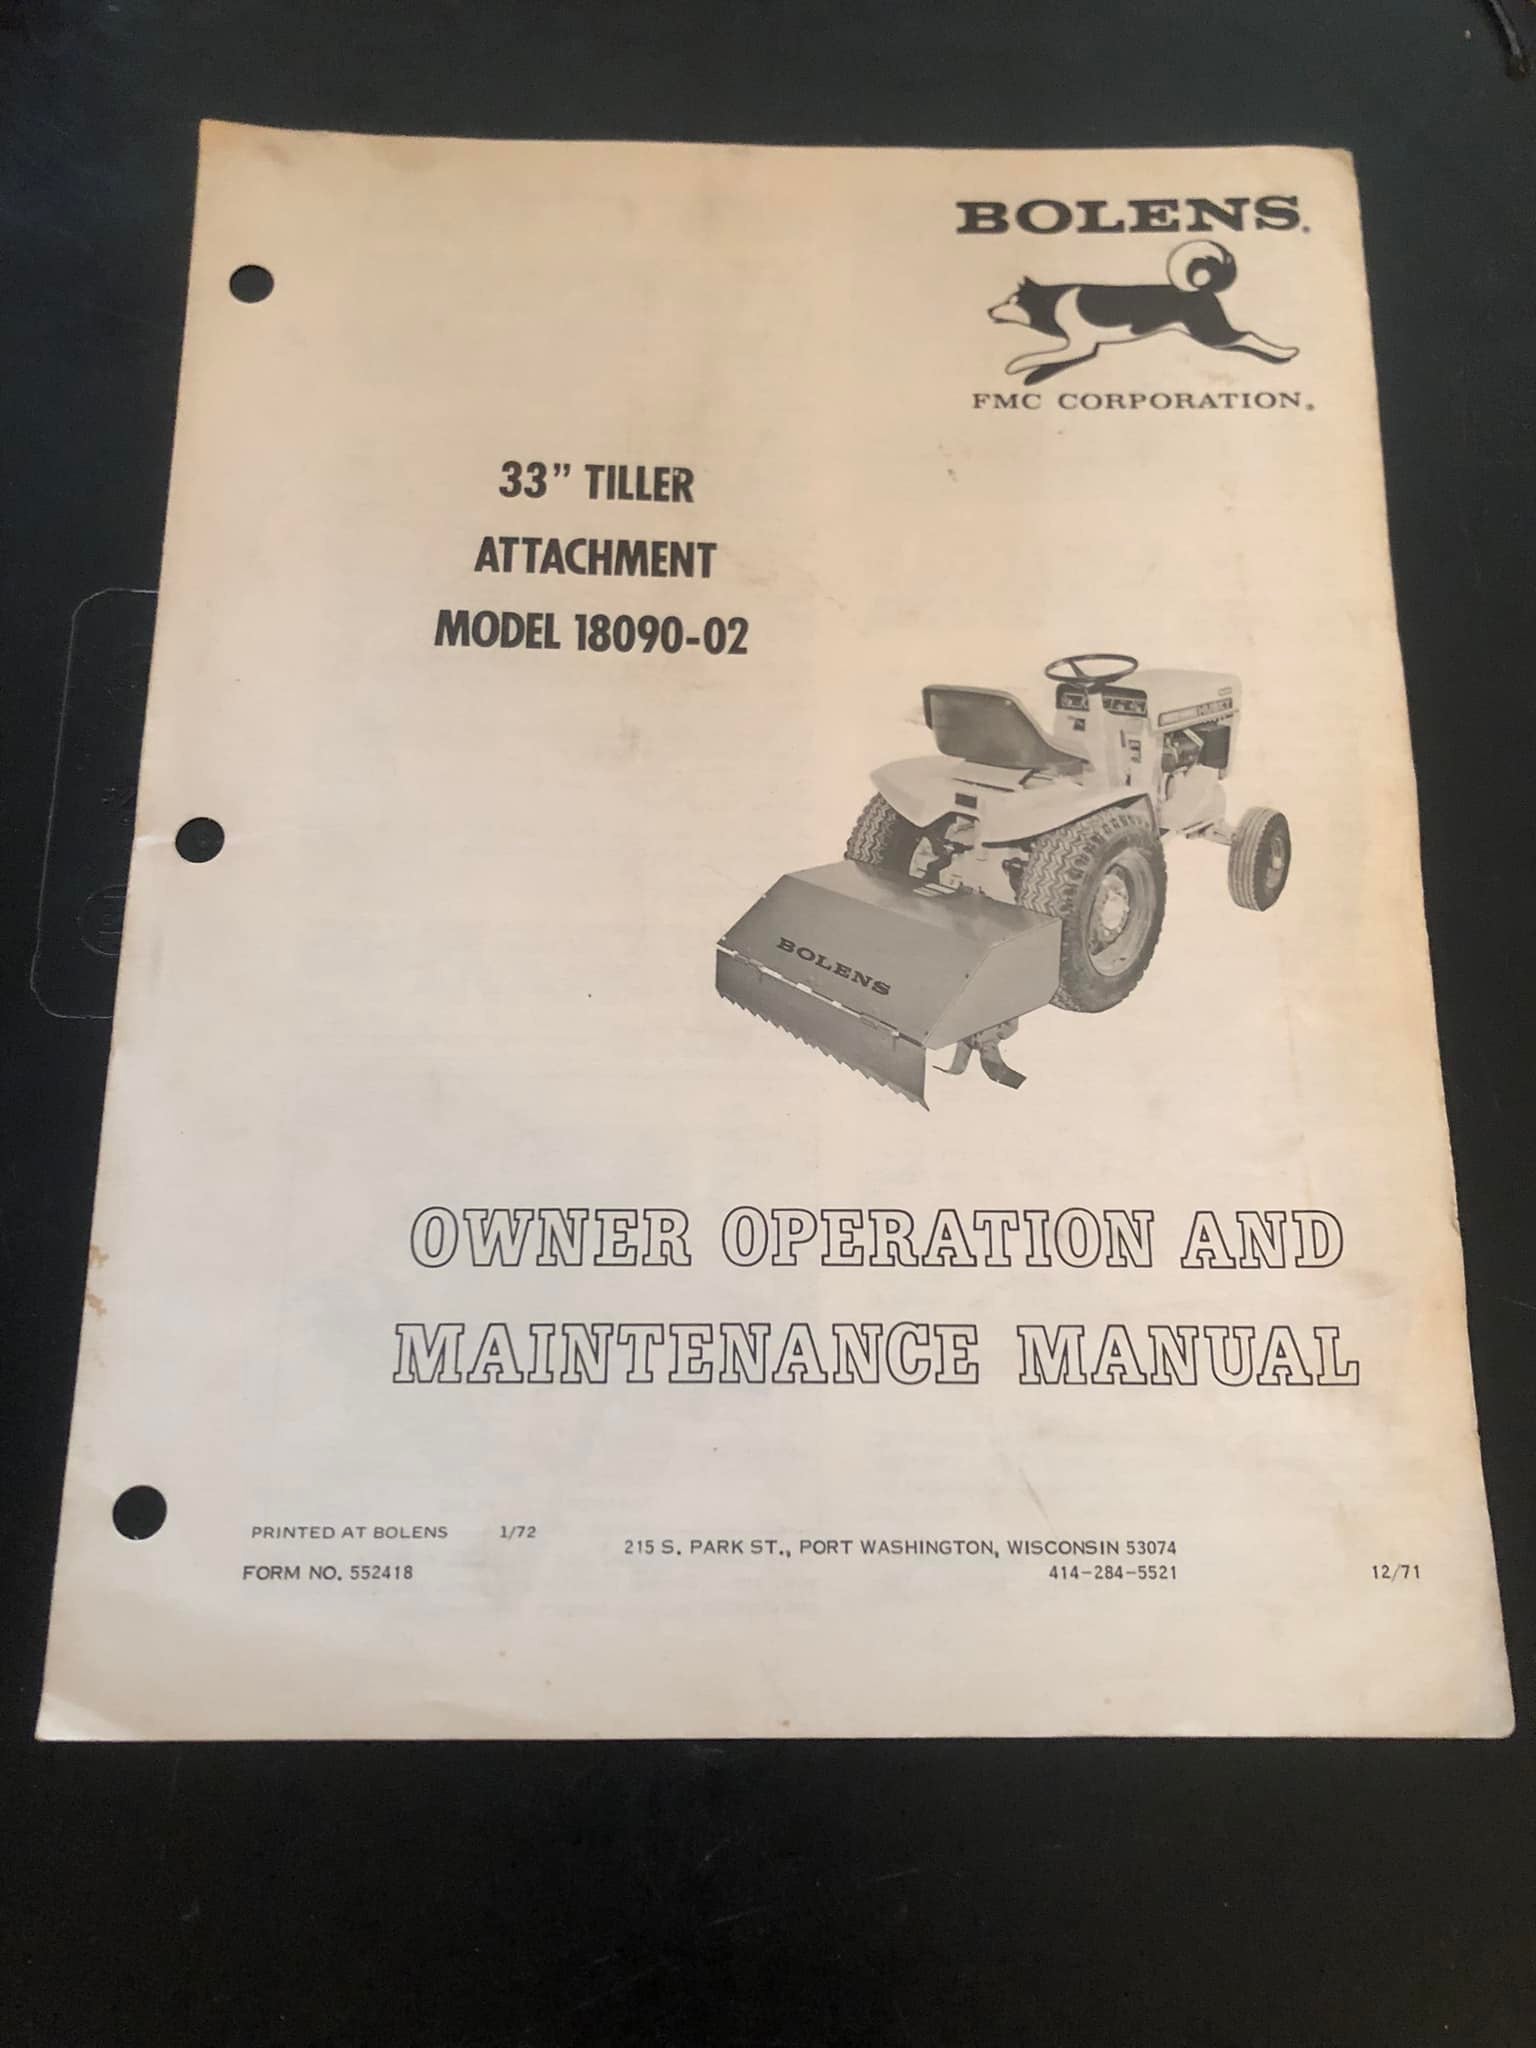 BOLENS®
FMC CORPORATION®
33” TILLER
ATTACHMENT
MODEL 18090-02
HUSKY
BOLENS
OWNER OPERATION AND
MAINTENANCE MANUAL
PRINTED AT BOLENS 1/72
215 S. PARK ST., PORT WASHINGTON, WISCONSIN 53074
FORM NO. 552418
414-284-5521
12/71